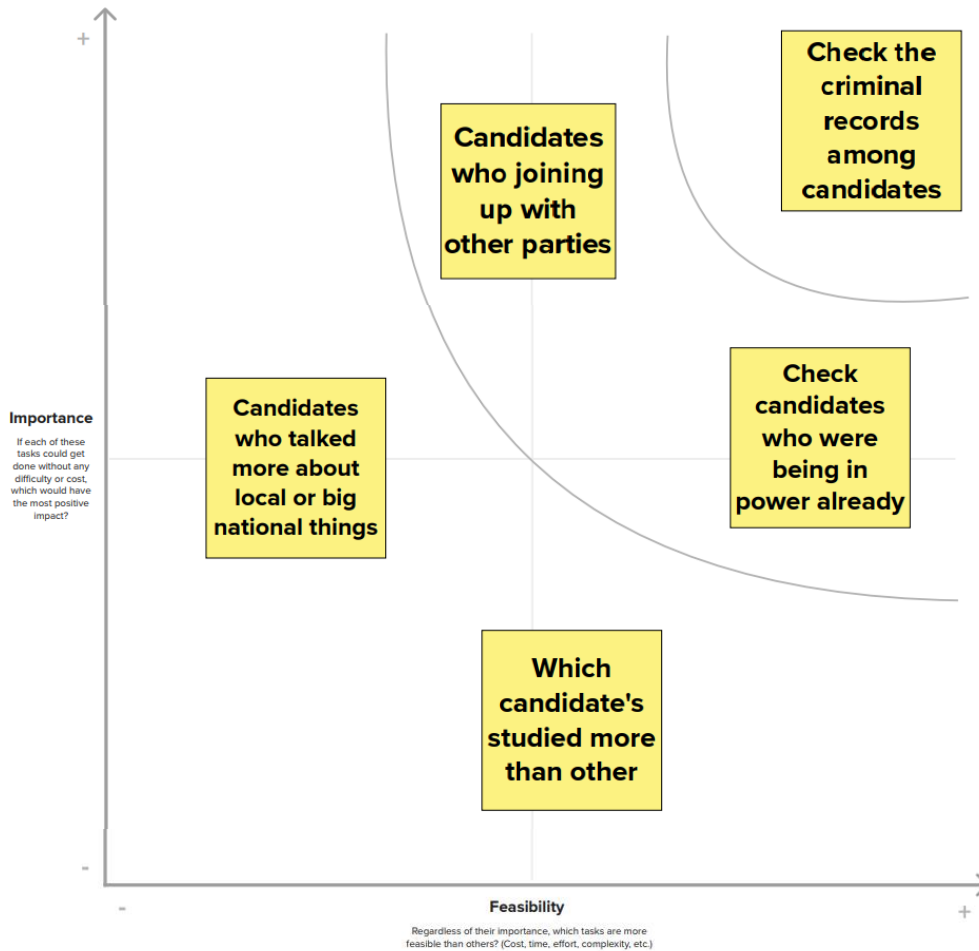 +
Check the
criminal
records
among
candidates
Candidates
who joining
up with
other parties
Check
candidates
who were
being in
power already
Importance
If each of these
tasks could get
done without any
difficulty or cost,
which would have
the most positive
impact?
Candidates
who talked
more about
local or big
national things
Which
candidate's
studied more
than other
-
-
Feasibility
+
Regardless of their importance, which tasks are more
feasible than others? (Cost, time, effort, complexity, etc.)